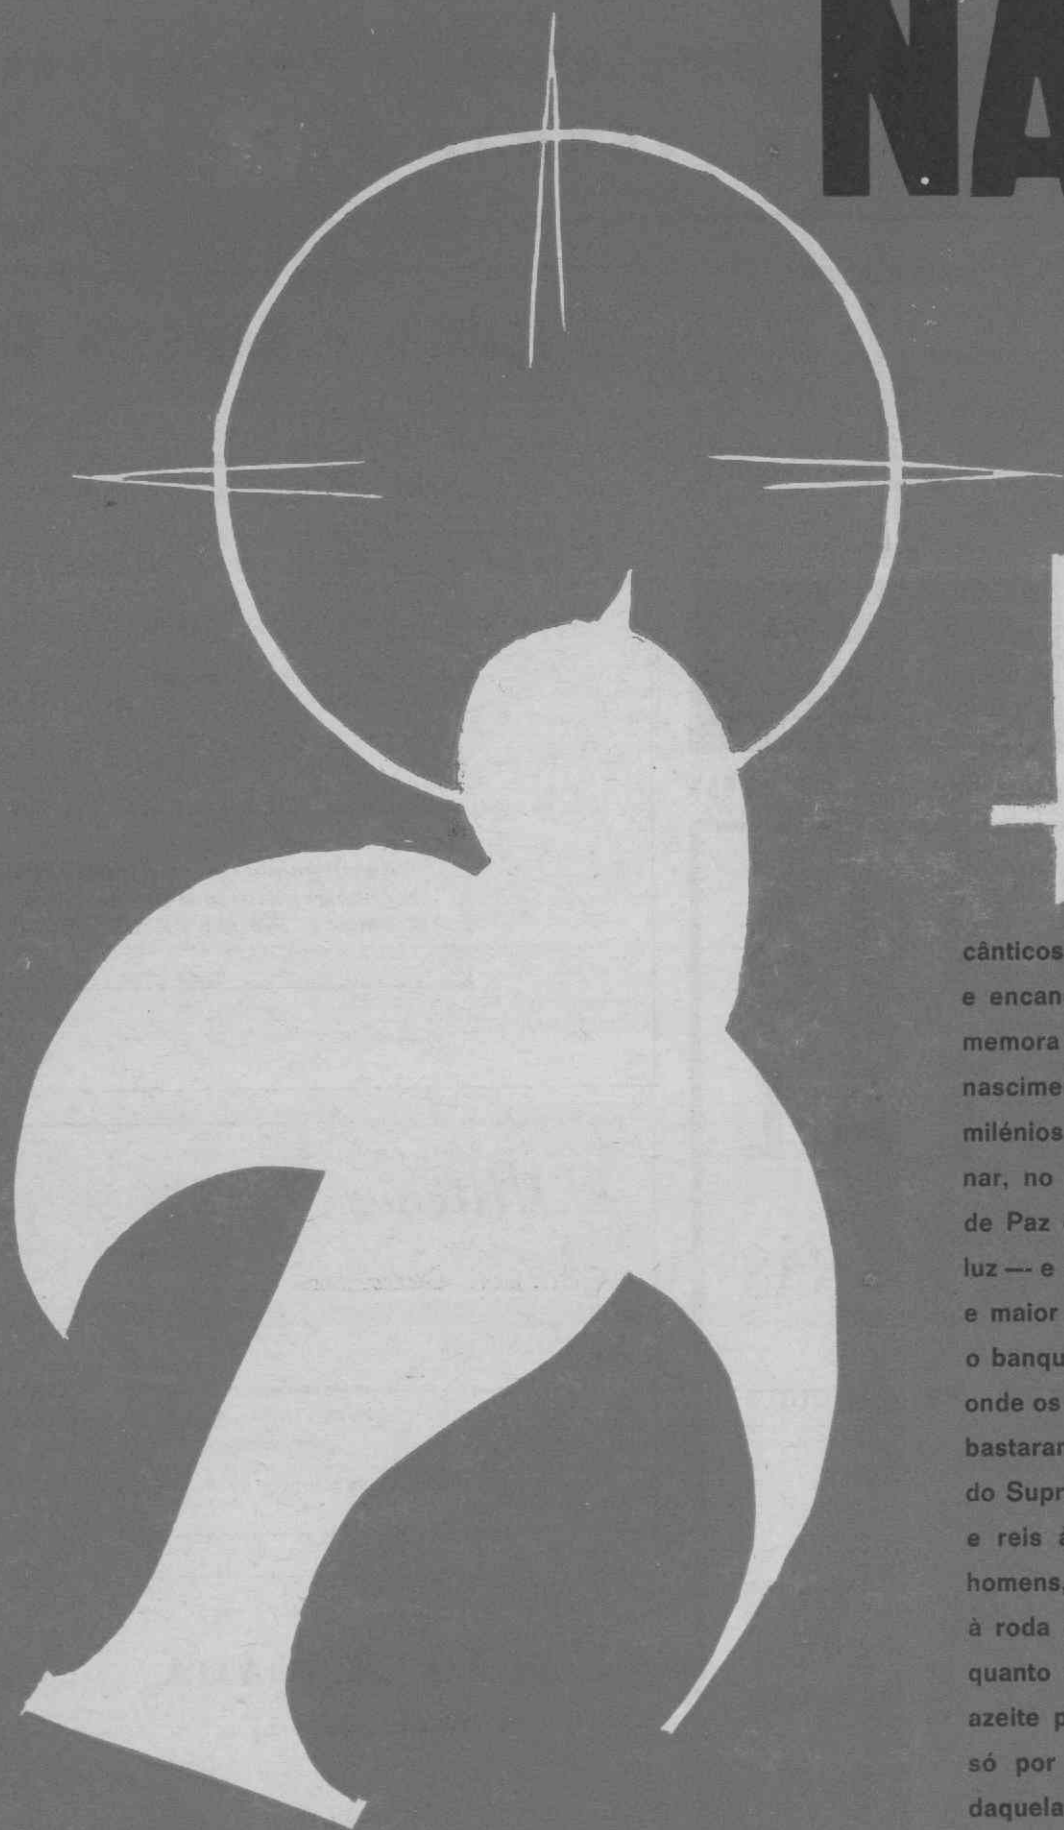 NA
cânticos
e encan
memora
nascime
milénios
nar, no
de Paz
luz — e
e maior
o banqu
onde os
bastaram
do Supr
e reis à
homens,
à roda
quanto
azeite p
só por
daquela